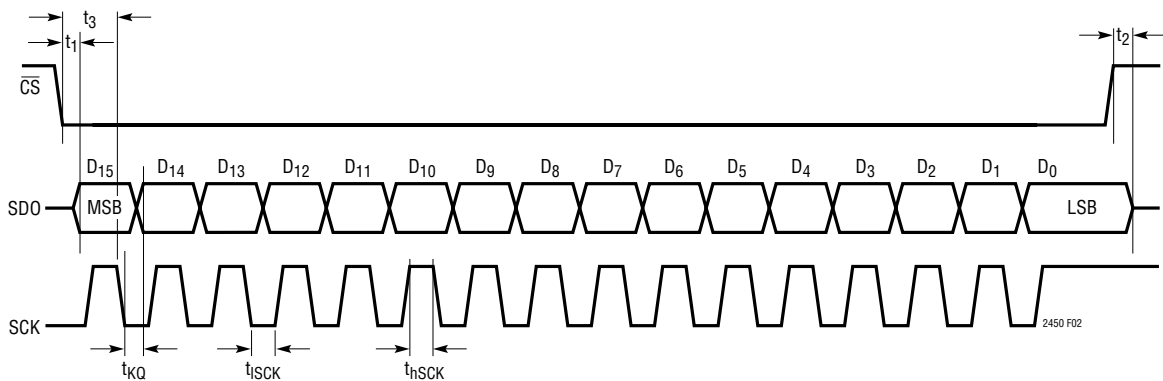 t3
t1
t2
C̅S̅
D15 D14 D13 D12 D11 D10 D9 D8 D7 D6 D5 D4 D3 D2 D1 D0
SDO MSB LSB
SCK
2450 F02
tKQ tlSCK thSCK